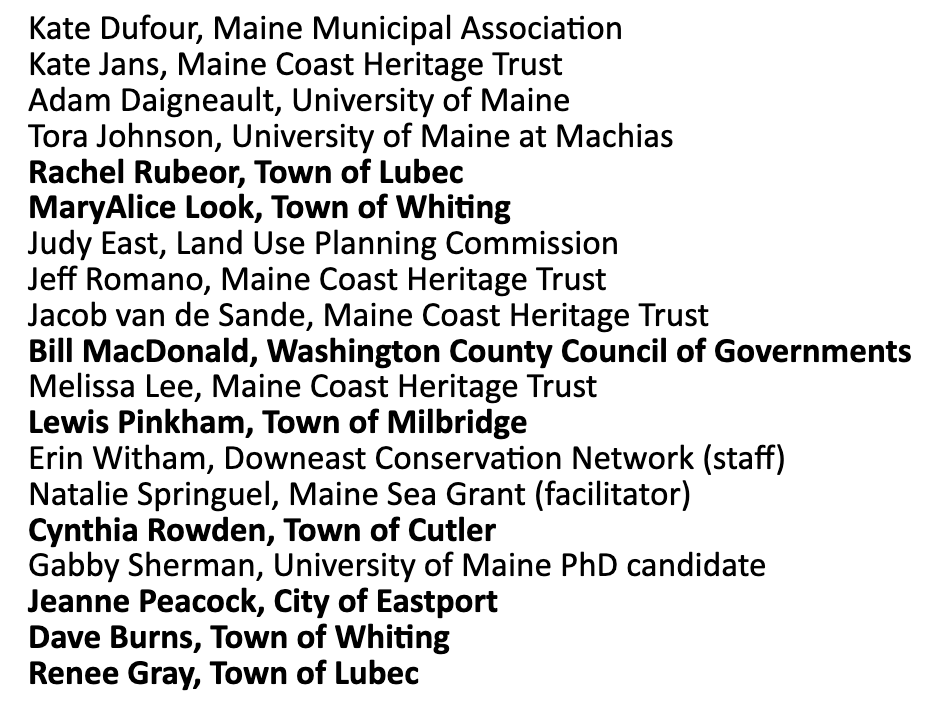 Kate Dufour, Maine Municipal Association
Kate Jans, Maine Coast Heritage Trust
Adam Daigneault, University of Maine
Tora Johnson, University of Maine at Machias
Rachel Rubeor, Town of Lubec
MaryAlice Look, Town of Whiting
Judy East, Land Use Planning Commission
Jeff Romano, Maine Coast Heritage Trust
Jacob van de Sande, Maine Coast Heritage Trust
Bill MacDonald, Washington County Council of Governments
Melissa Lee, Maine Coast Heritage Trust
Lewis Pinkham, Town of Milbridge
Erin Witham, Downeast Conservation Network (staff)
Natalie Springuel, Maine Sea Grant (facilitator)
Cynthia Rowden, Town of Cutler
Gabby Sherman, University of Maine PhD candidate
Jeanne Peacock, City of Eastport
Dave Burns, Town of Whiting
Renee Gray, Town of Lubec